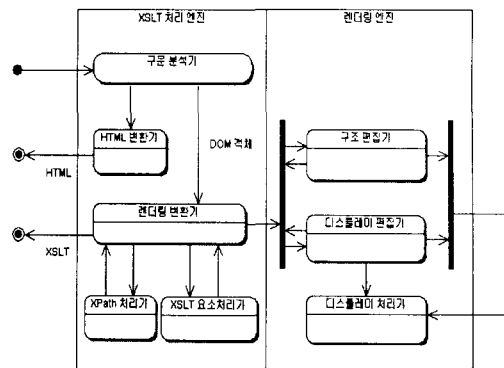 XSLT 처리 엔진
렌더링 엔진
구문 분석기
HTML 변환기
DOM 객체
구조 편집기
HTML
렌더링 변환기
디스플레이 편집기
XSLT
XPath 처리기
XSLT 요소처리기
디스플레이 처리기